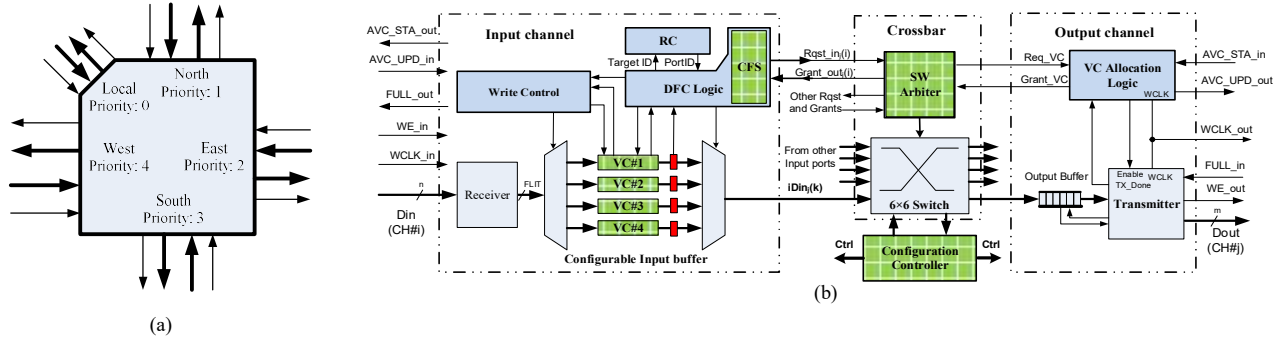 North
Priority: 1
Local
Priority: 0
West
Priority: 4
East
Priority: 2
South
Priority: 3
(a)
AVC_STA_out
AVC_UPD_in
FULL_out
WE_in
WCLK_in
n
Din
(CH#i)
Input channel
RC
Target ID
PortID
CFS
Write Control
DFC Logic
Receiver
FLIT
VC#1
VC#2
VC#3
VC#4
Configurable Input buffer
Rqst_in(i)
Grant_outj(i)
Other Rqst
and Grants
From other
Input ports
iDinj(k)
Crossbar
SW
Arbiter
6×6 Switch
Ctrl
Configuration
Controller
Ctrl
(b)
Output channel
Req_VC
Grant_VC
VC Allocation
Logic
WCLK
AVC_STA_in
AVC_UPD_out
WCLK_out
Output Buffer
Enable
WCLK
TX_Done
Transmitter
FULL_in
WE_out
m
Dout
(CH#j)